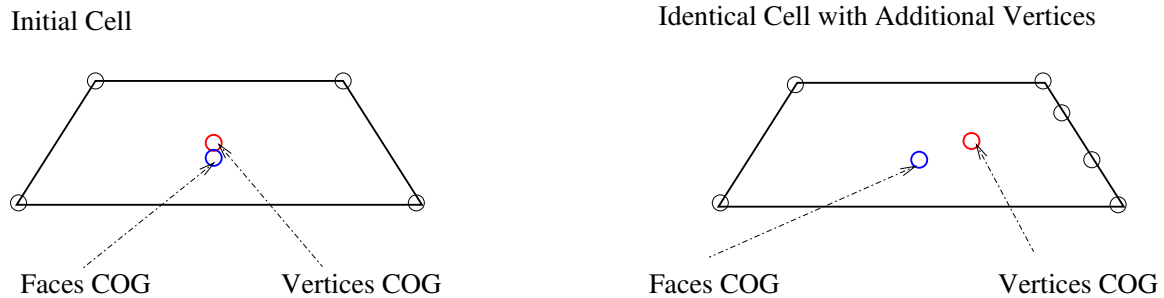 Initial Cell
Identical Cell with Additional Vertices
Faces COG
Vertices COG
Faces COG
Vertices COG